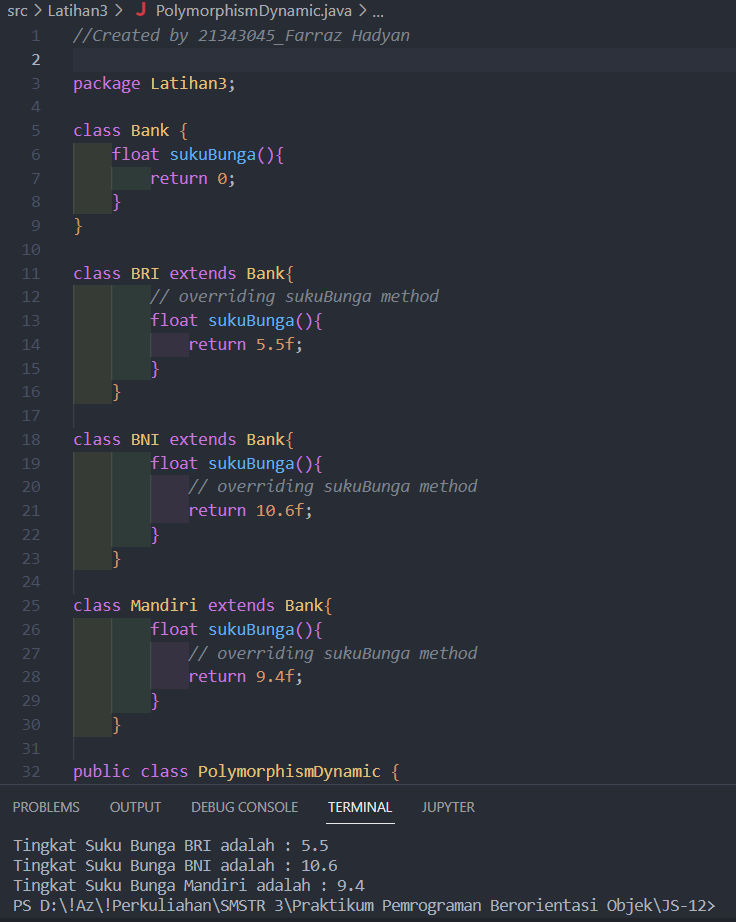 src > Latihan3 > J PolymorphismDynamic.java > ...
1 //Created by 21343045_Farraz Hadyan
2
3 package Latihan3;
4
5 class Bank {
6 float sukuBunga(){
7 return 0;
8 }
9 }
10
11 class BRI extends Bank{
12 // overriding sukuBunga method
13 float sukuBunga(){
14 return 5.5f;
15 }
16 }
17
18 class BNI extends Bank{
19 float sukuBunga(){
20 // overriding sukuBunga method
21 return 10.6f;
22 }
23 }
24
25 class Mandiri extends Bank{
26 float sukuBunga(){
27 // overriding sukuBunga method
28 return 9.4f;
29 }
30 }
31
32 public class PolymorphismDynamic {
PROBLEMS OUTPUT DEBUG CONSOLE TERMINAL JUPYTER
Tingkat Suku Bunga BRI adalah : 5.5
Tingkat Suku Bunga BNI adalah : 10.6
Tingkat Suku Bunga Mandiri adalah : 9.4
PS D:\!Az\!Perkuliahan\SMSTR 3\Praktikum Pemrograman Berorientasi Objek\JS-12>